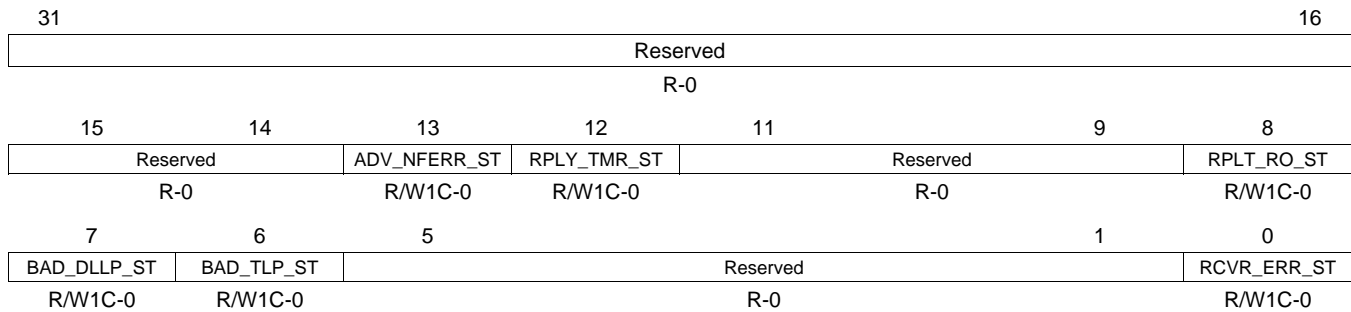 31 16
Reserved
R-0
15 14 13 12 11 9 8
Reserved ADV_NFERR_ST RPLY_TMR_ST Reserved RPLT_RO_ST
R-0 R/W1C-0 R/W1C-0 R-0 R/W1C-0
7 6 5 1 0
BAD_DLLP_ST BAD_TLP_ST Reserved RCVR_ERR_ST
R/W1C-0 R/W1C-0 R-0 R/W1C-0